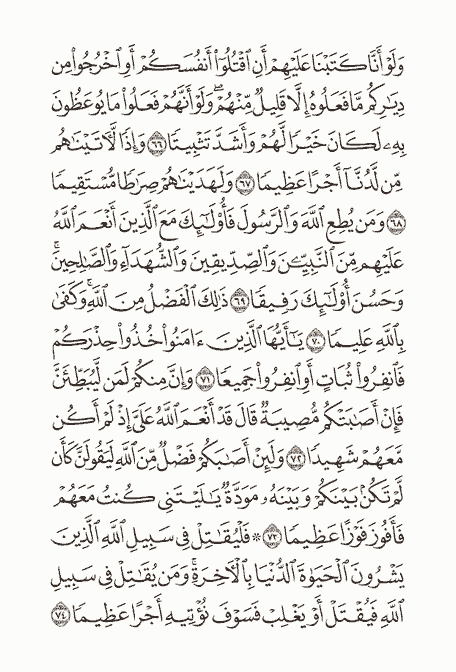 وَلَوْ أَنَّا كَتَبْنَا عَلَيْهِمْ أَنِ ٱقْتُلُوٓا۟ أَنفُسَكُمْ أَوِ ٱخْرُجُوا۟ مِن
دِيَٰرِكُم مَّا فَعَلُوهُ إِلَّا قَلِيلٌ مِّنْهُمْ ۖ وَلَوْ أَنَّهُمْ فَعَلُوا۟ مَا يُوعَظُونَ
بِهِۦ لَكَانَ خَيْرًا لَّهُمْ وَأَشَدَّ تَثْبِيتًا ٦٦ وَإِذًا لَّءَاتَيْنَٰهُم
مِّن لَّدُنَّآ أَجْرًا عَظِيمًا ٦٧ وَلَهَدَيْنَٰهُمْ صِرَٰطًا مُّسْتَقِيمًا
٦٨ وَمَن يُطِعِ ٱللَّهَ وَٱلرَّسُولَ فَأُو۟لَٰٓئِكَ مَعَ ٱلَّذِينَ أَنْعَمَ ٱللَّهُ
عَلَيْهِم مِّنَ ٱلنَّبِيِّـۧنَ وَٱلصِّدِّيقِينَ وَٱلشُّهَدَآءِ وَٱلصَّٰلِحِينَ ۚ
وَحَسُنَ أُو۟لَٰٓئِكَ رَفِيقًا ٦٩ ذَٰلِكَ ٱلْفَضْلُ مِنَ ٱللَّهِ ۚ وَكَفَىٰ
بِٱللَّهِ عَلِيمًا ٧٠ يَٰٓأَيُّهَا ٱلَّذِينَ ءَامَنُوا۟ خُذُوا۟ حِذْرَكُمْ
فَٱنفِرُوا۟ ثُبَاتٍ أَوِ ٱنفِرُوا۟ جَمِيعًا ٧١ وَإِنَّ مِنكُمْ لَمَن لَّيُبَطِّئَنَّ
فَإِنْ أَصَٰبَتْكُم مُّصِيبَةٌ قَالَ قَدْ أَنْعَمَ ٱللَّهُ عَلَىَّ إِذْ لَمْ أَكُن
مَّعَهُمْ شَهِيدًا ٧٢ وَلَئِنْ أَصَٰبَكُمْ فَضْلٌ مِّنَ ٱللَّهِ لَيَقُولَنَّ كَأَن
لَّمْ تَكُنۢ بَيْنَكُمْ وَبَيْنَهُۥ مَوَدَّةٌ يَٰلَيْتَنِى كُنتُ مَعَهُمْ
فَأَفُوزَ فَوْزًا عَظِيمًا ٧٣ ۞ فَلْيُقَٰتِلْ فِى سَبِيلِ ٱللَّهِ ٱلَّذِينَ
يَشْرُونَ ٱلْحَيَوٰةَ ٱلدُّنْيَا بِٱلْءَاخِرَةِ ۚ وَمَن يُقَٰتِلْ فِى سَبِيلِ
ٱللَّهِ فَيُقْتَلْ أَوْ يَغْلِبْ فَسَوْفَ نُؤْتِيهِ أَجْرًا عَظِيمًا ٧٤